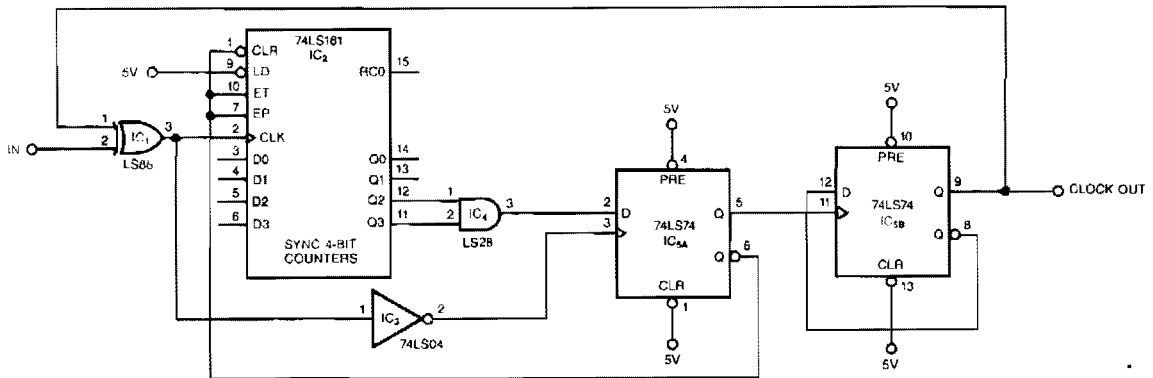 74LS161
IC2
1
CLR
5V
9
LD
10
ET
7
EP
2
CLK
3
D0
4
D1
5
D2
6
D3
RC0
15
Q0
14
Q1
13
Q2
12
Q3
11
SYNC 4-BIT
COUNTERS
IN
1
2
IC1
3
LS86
1
2
IC4
3
LS28
1
IC3
2
74LS04
5V
4
PRE
2
D
3
74LS74
IC5A
Q
5
Q
6
CLR
1
5V
5V
10
PRE
12
D
11
74LS74
IC5B
Q
9
Q
8
CLR
13
5V
CLOCK OUT